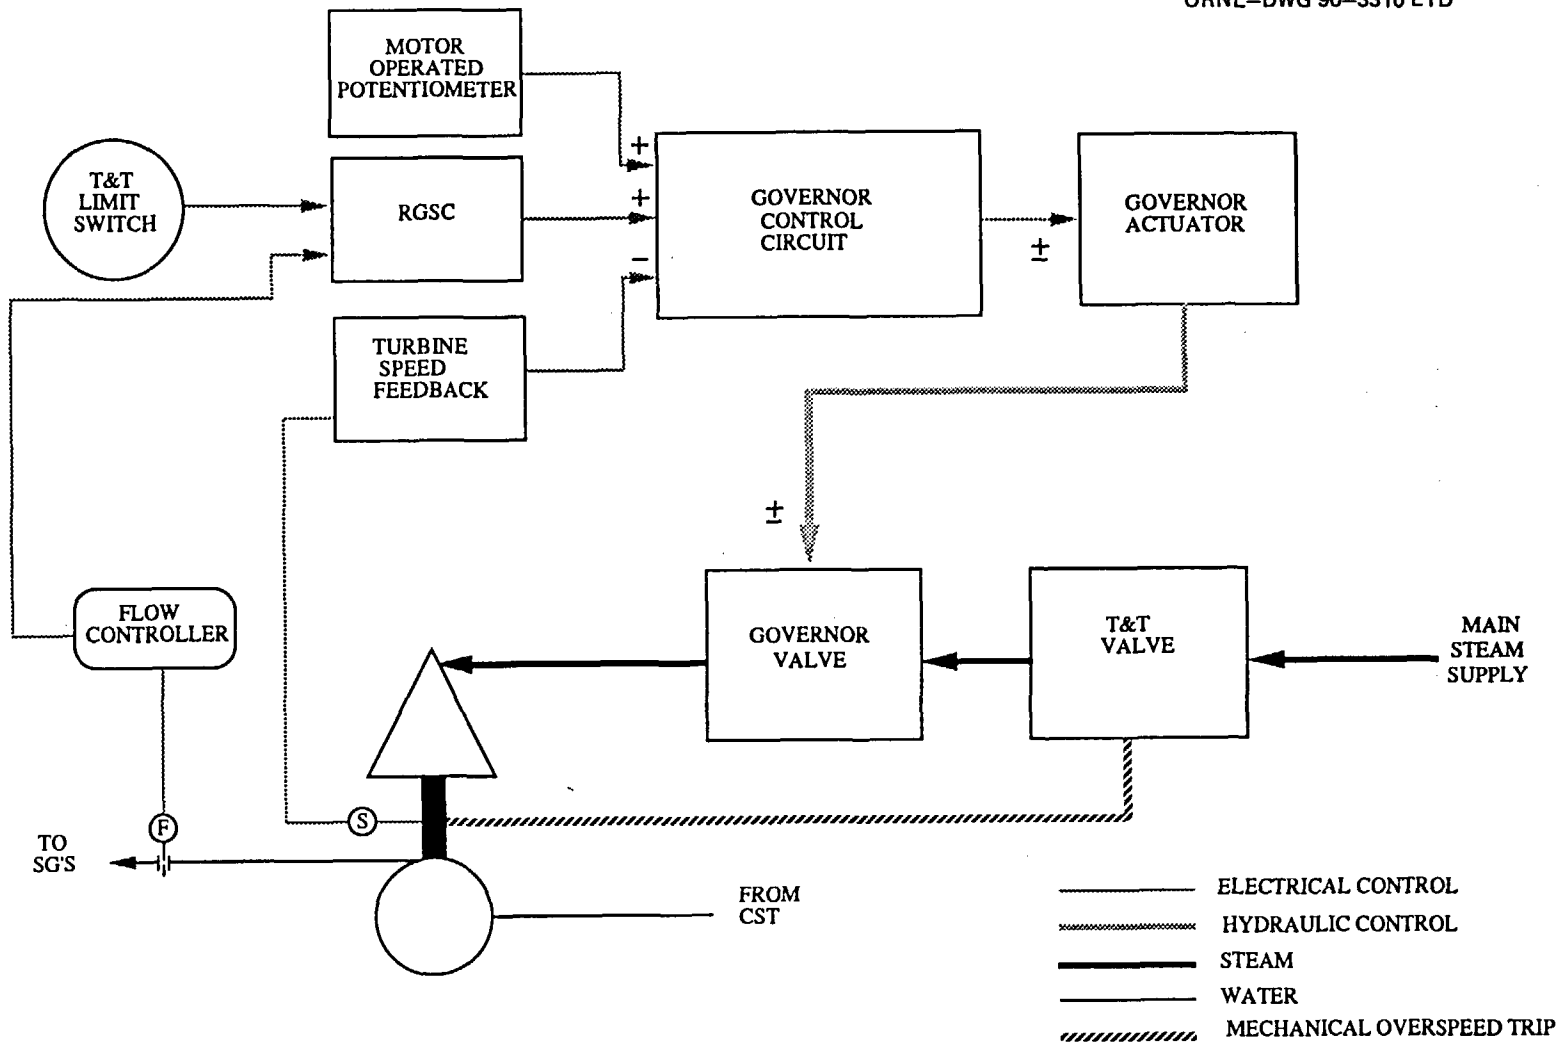 MOTOR
OPERATED
POTENTIOMETER
T&T
LIMIT
SWITCH
RGSC
TURBINE
SPEED
FEEDBACK
+
+
−
GOVERNOR
CONTROL
CIRCUIT
±
GOVERNOR
ACTUATOR
±
FLOW
CONTROLLER
GOVERNOR
VALVE
T&T
VALVE
MAIN
STEAM
SUPPLY
S
F
TO
SG'S
FROM
CST
ELECTRICAL CONTROL
HYDRAULIC CONTROL
STEAM
WATER
MECHANICAL OVERSPEED TRIP